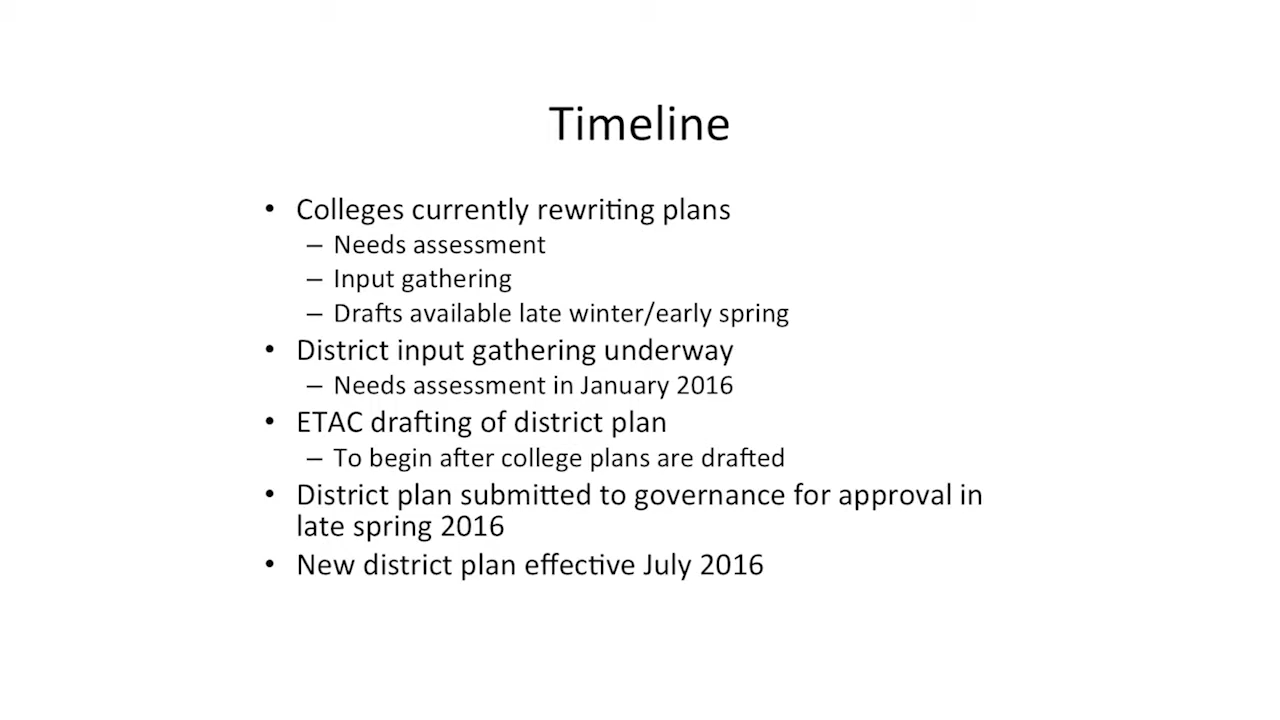 Timeline
• Colleges currently rewriting plans
– Needs assessment
– Input gathering
– Drafts available late winter/early spring
• District input gathering underway
– Needs assessment in January 2016
• ETAC drafting of district plan
– To begin after college plans are drafted
• District plan submitted to governance for approval in
late spring 2016
• New district plan effective July 2016